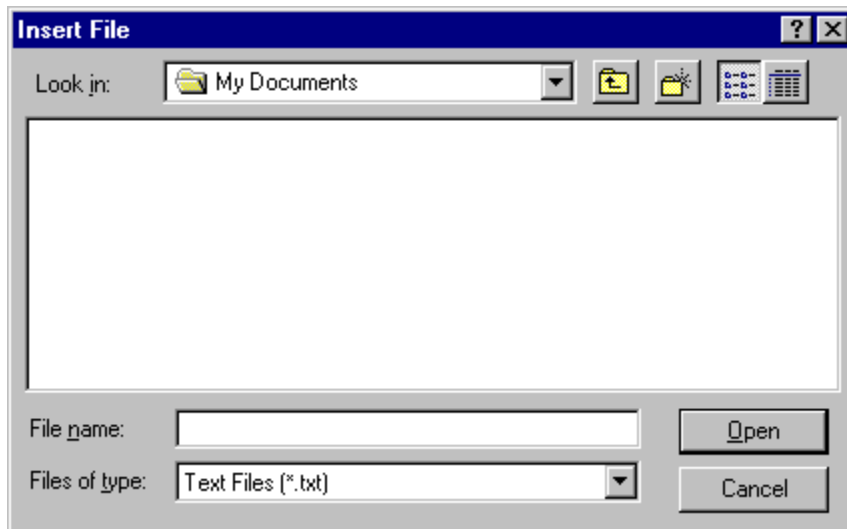 Insert File
Look in: My Documents
File name: Open
Files of type: Text Files (*.txt) Cancel